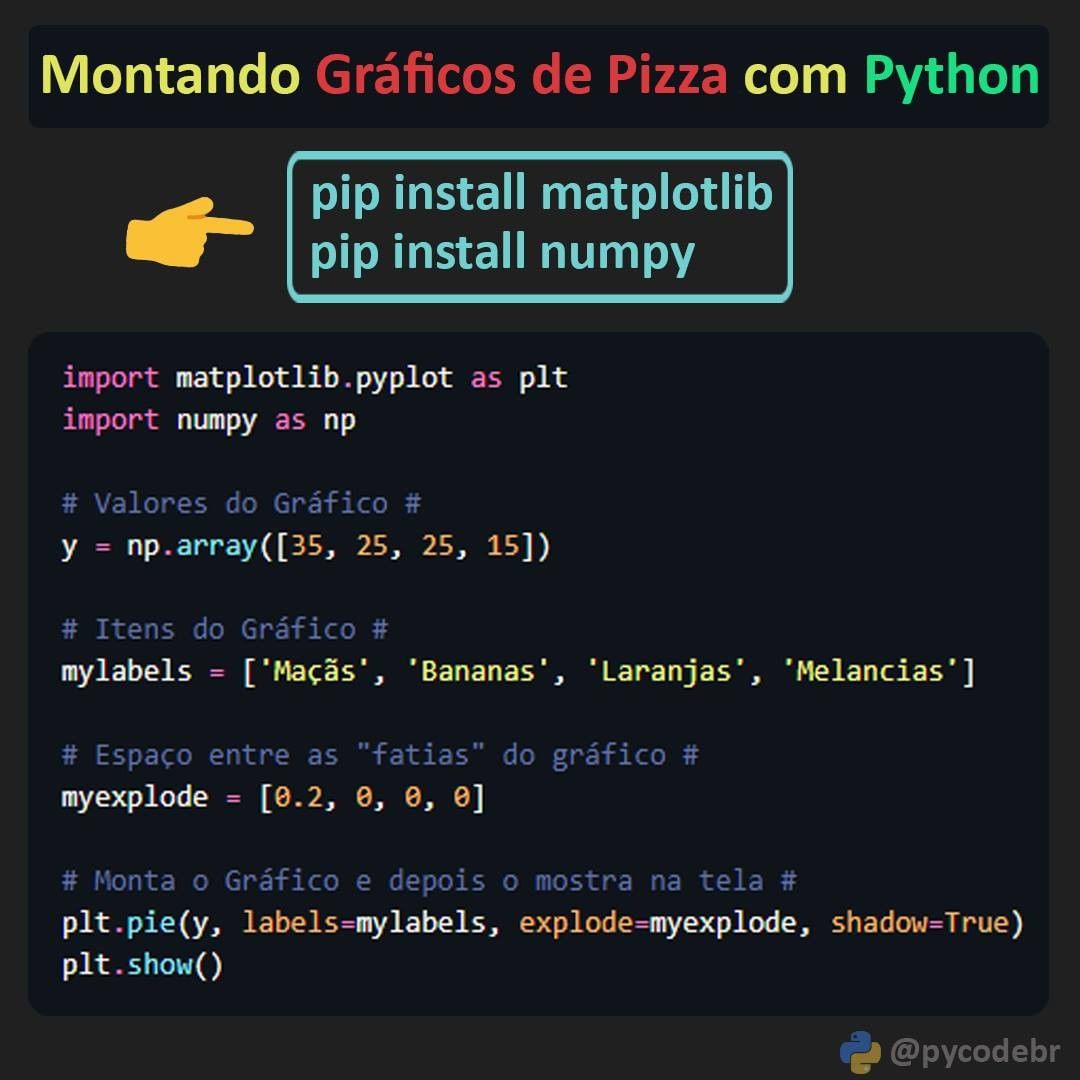 Montando Gráficos de Pizza com Python
pip install matplotlib
pip install numpy
import matplotlib.pyplot as plt
import numpy as np
# Valores do Gráfico #
y = np.array([35, 25, 25, 15])
# Itens do Gráfico #
mylabels = ['Maçãs', 'Bananas', 'Laranjas', 'Melancias']
# Espaço entre as "fatias" do gráfico #
myexplode = [0.2, 0, 0, 0]
# Monta o Gráfico e depois o mostra na tela #
plt.pie(y, labels=mylabels, explode=myexplode, shadow=True)
plt.show()
@pycodebr